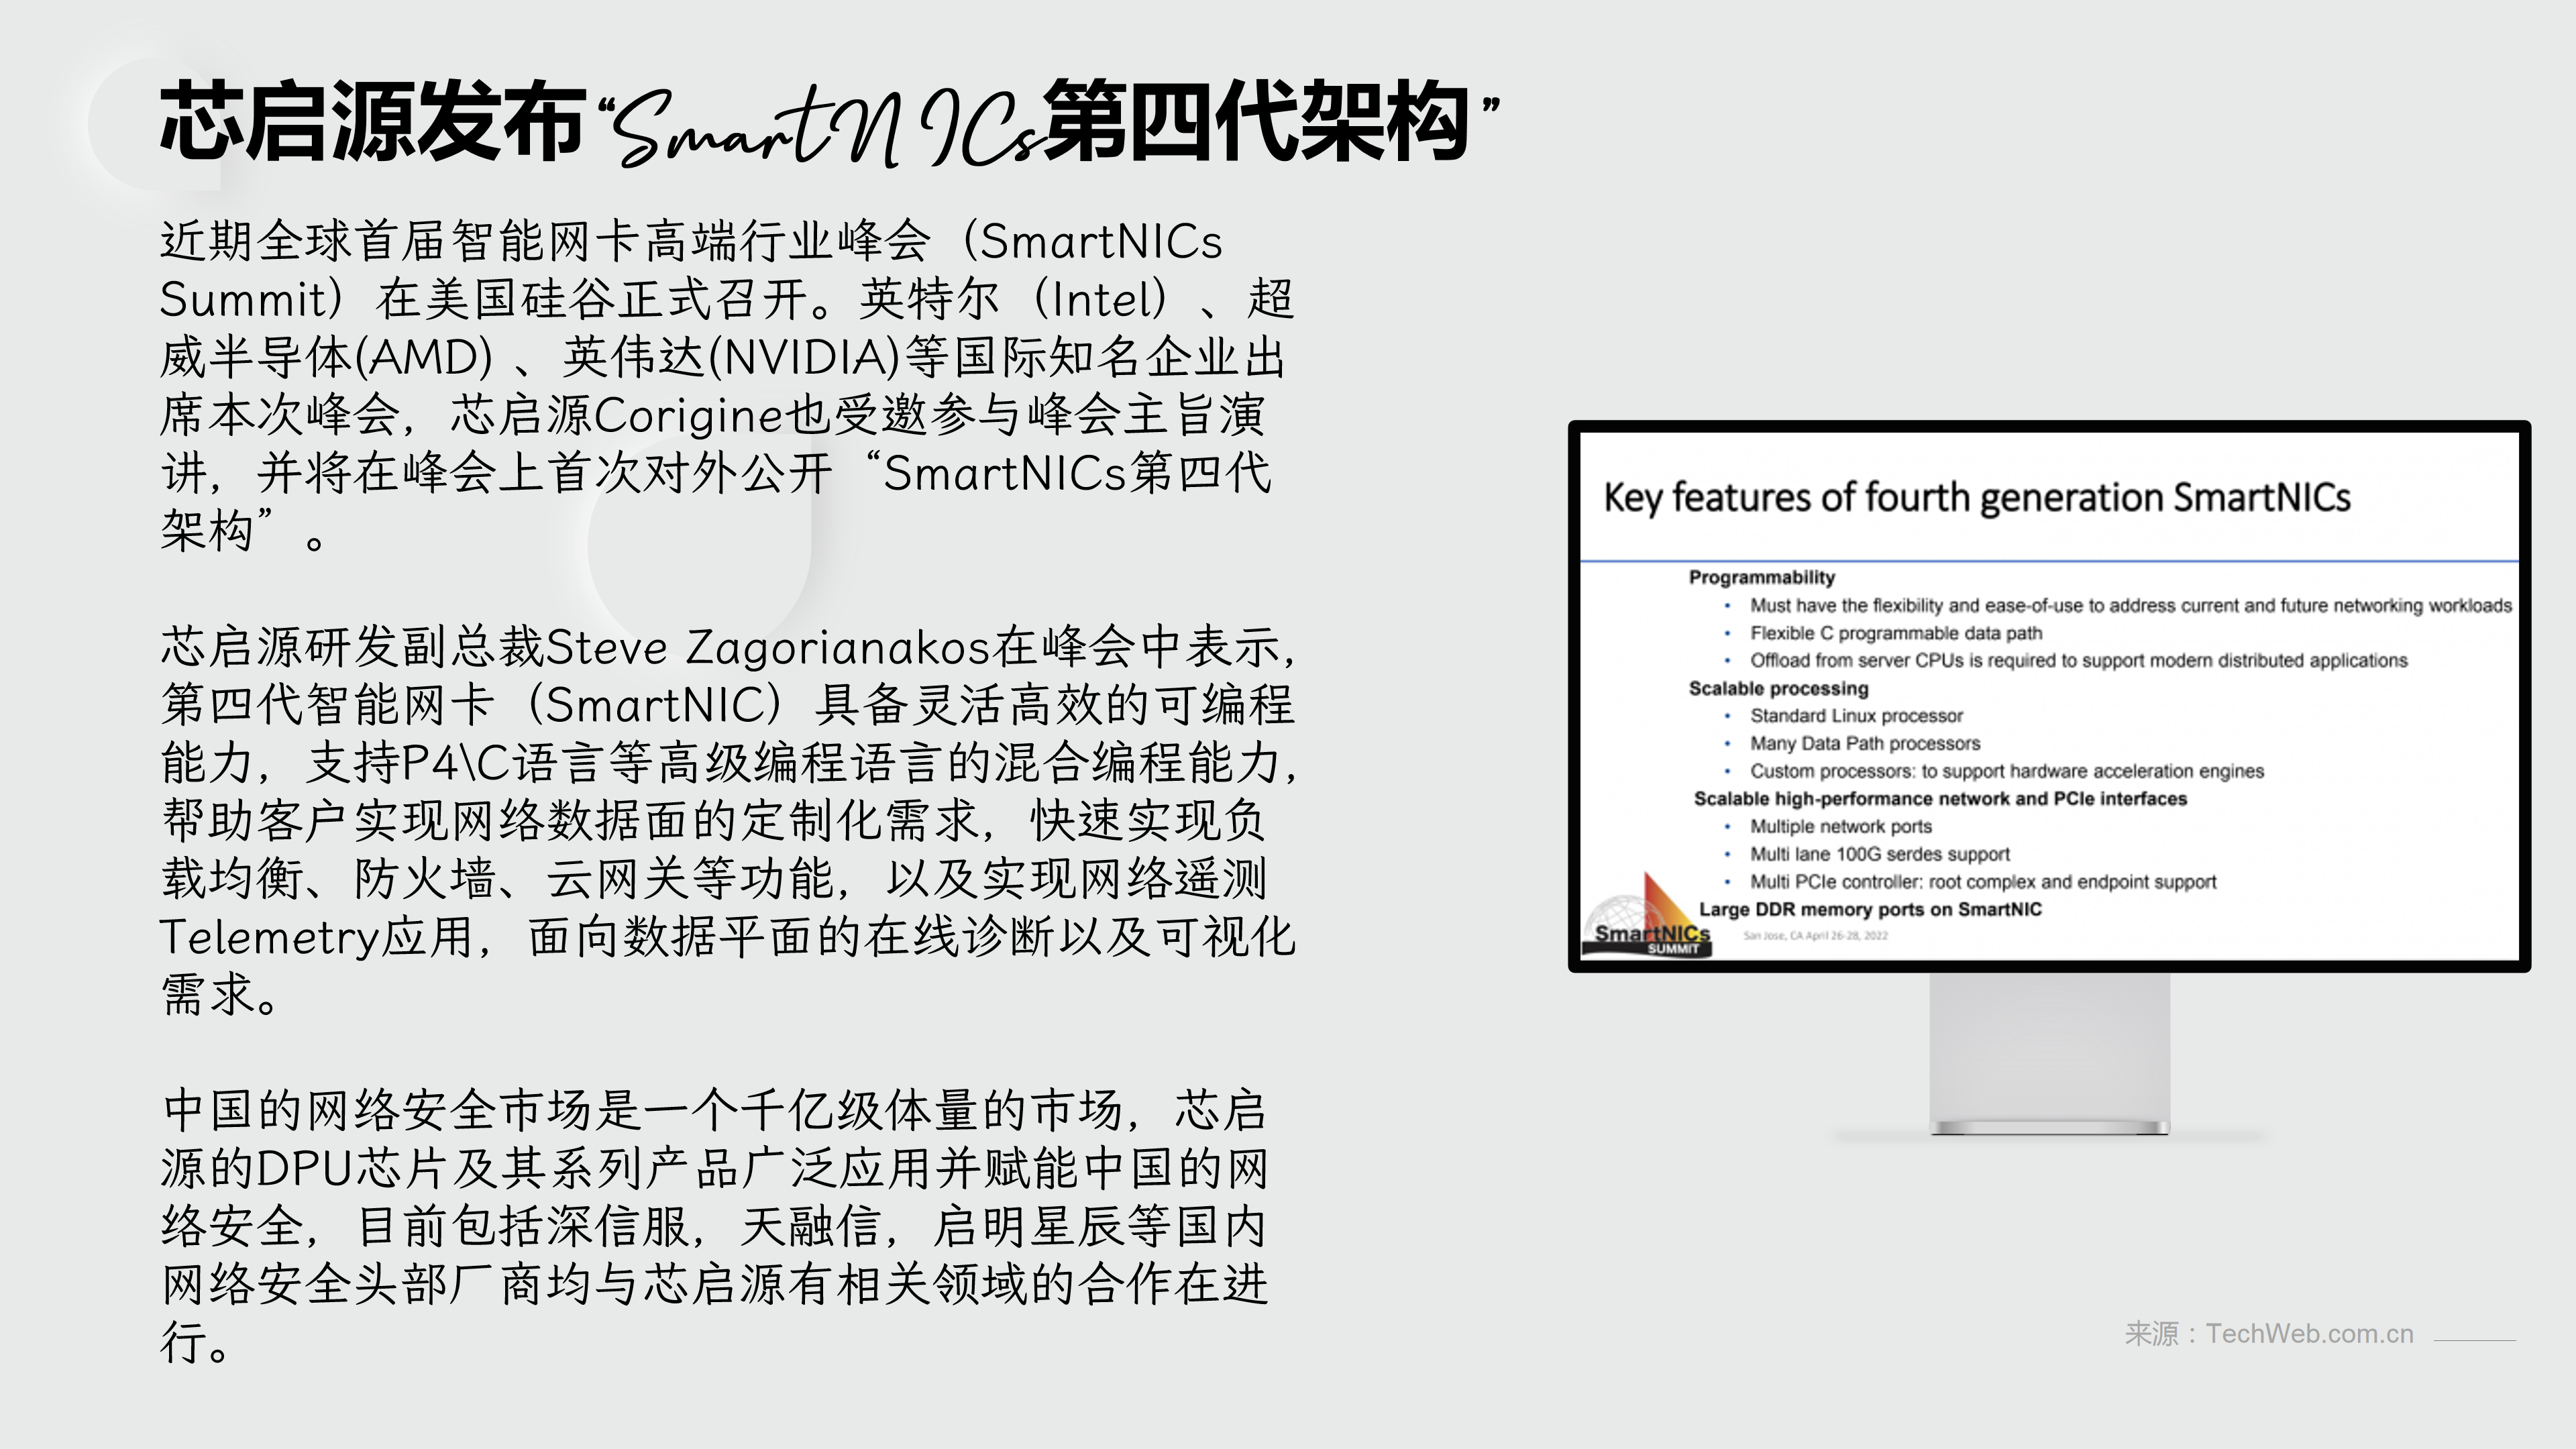 芯启源发布“SmartNICs第四代架构”
近期全球首届智能网卡高端行业峰会（SmartNICs
Summit）在美国硅谷正式召开。英特尔（Intel）、超
威半导体(AMD) 、英伟达(NVIDIA)等国际知名企业出
席本次峰会，芯启源Corigine也受邀参与峰会主旨演
讲，并将在峰会上首次对外公开“SmartNICs第四代
架构”。
芯启源研发副总裁Steve Zagorianakos在峰会中表示，
第四代智能网卡（SmartNIC）具备灵活高效的可编程
能力，支持P4\C语言等高级编程语言的混合编程能力，
帮助客户实现网络数据面的定制化需求，快速实现负
载均衡、防火墙、云网关等功能，以及实现网络遥测
Telemetry应用，面向数据平面的在线诊断以及可视化
需求。
中国的网络安全市场是一个千亿级体量的市场，芯启
源的DPU芯片及其系列产品广泛应用并赋能中国的网
络安全，目前包括深信服，天融信，启明星辰等国内
网络安全头部厂商均与芯启源有相关领域的合作在进
行。
Key features of fourth generation SmartNICs
Programmability
• Must have the flexibility and ease-of-use to address current and future networking workloads
• Flexible C programmable data path
• Offload from server CPUs is required to support modern distributed applications
Scalable processing
• Standard Linux processor
• Many Data Path processors
• Custom processors: to support hardware acceleration engines
Scalable high-performance network and PCIe interfaces
• Multiple network ports
• Multi lane 100G serdes support
• Multi PCIe controller: root complex and endpoint support
Large DDR memory ports on SmartNIC
SmartNICs
SUMMIT
San Jose, CA April 26-28, 2022
来源：TechWeb.com.cn